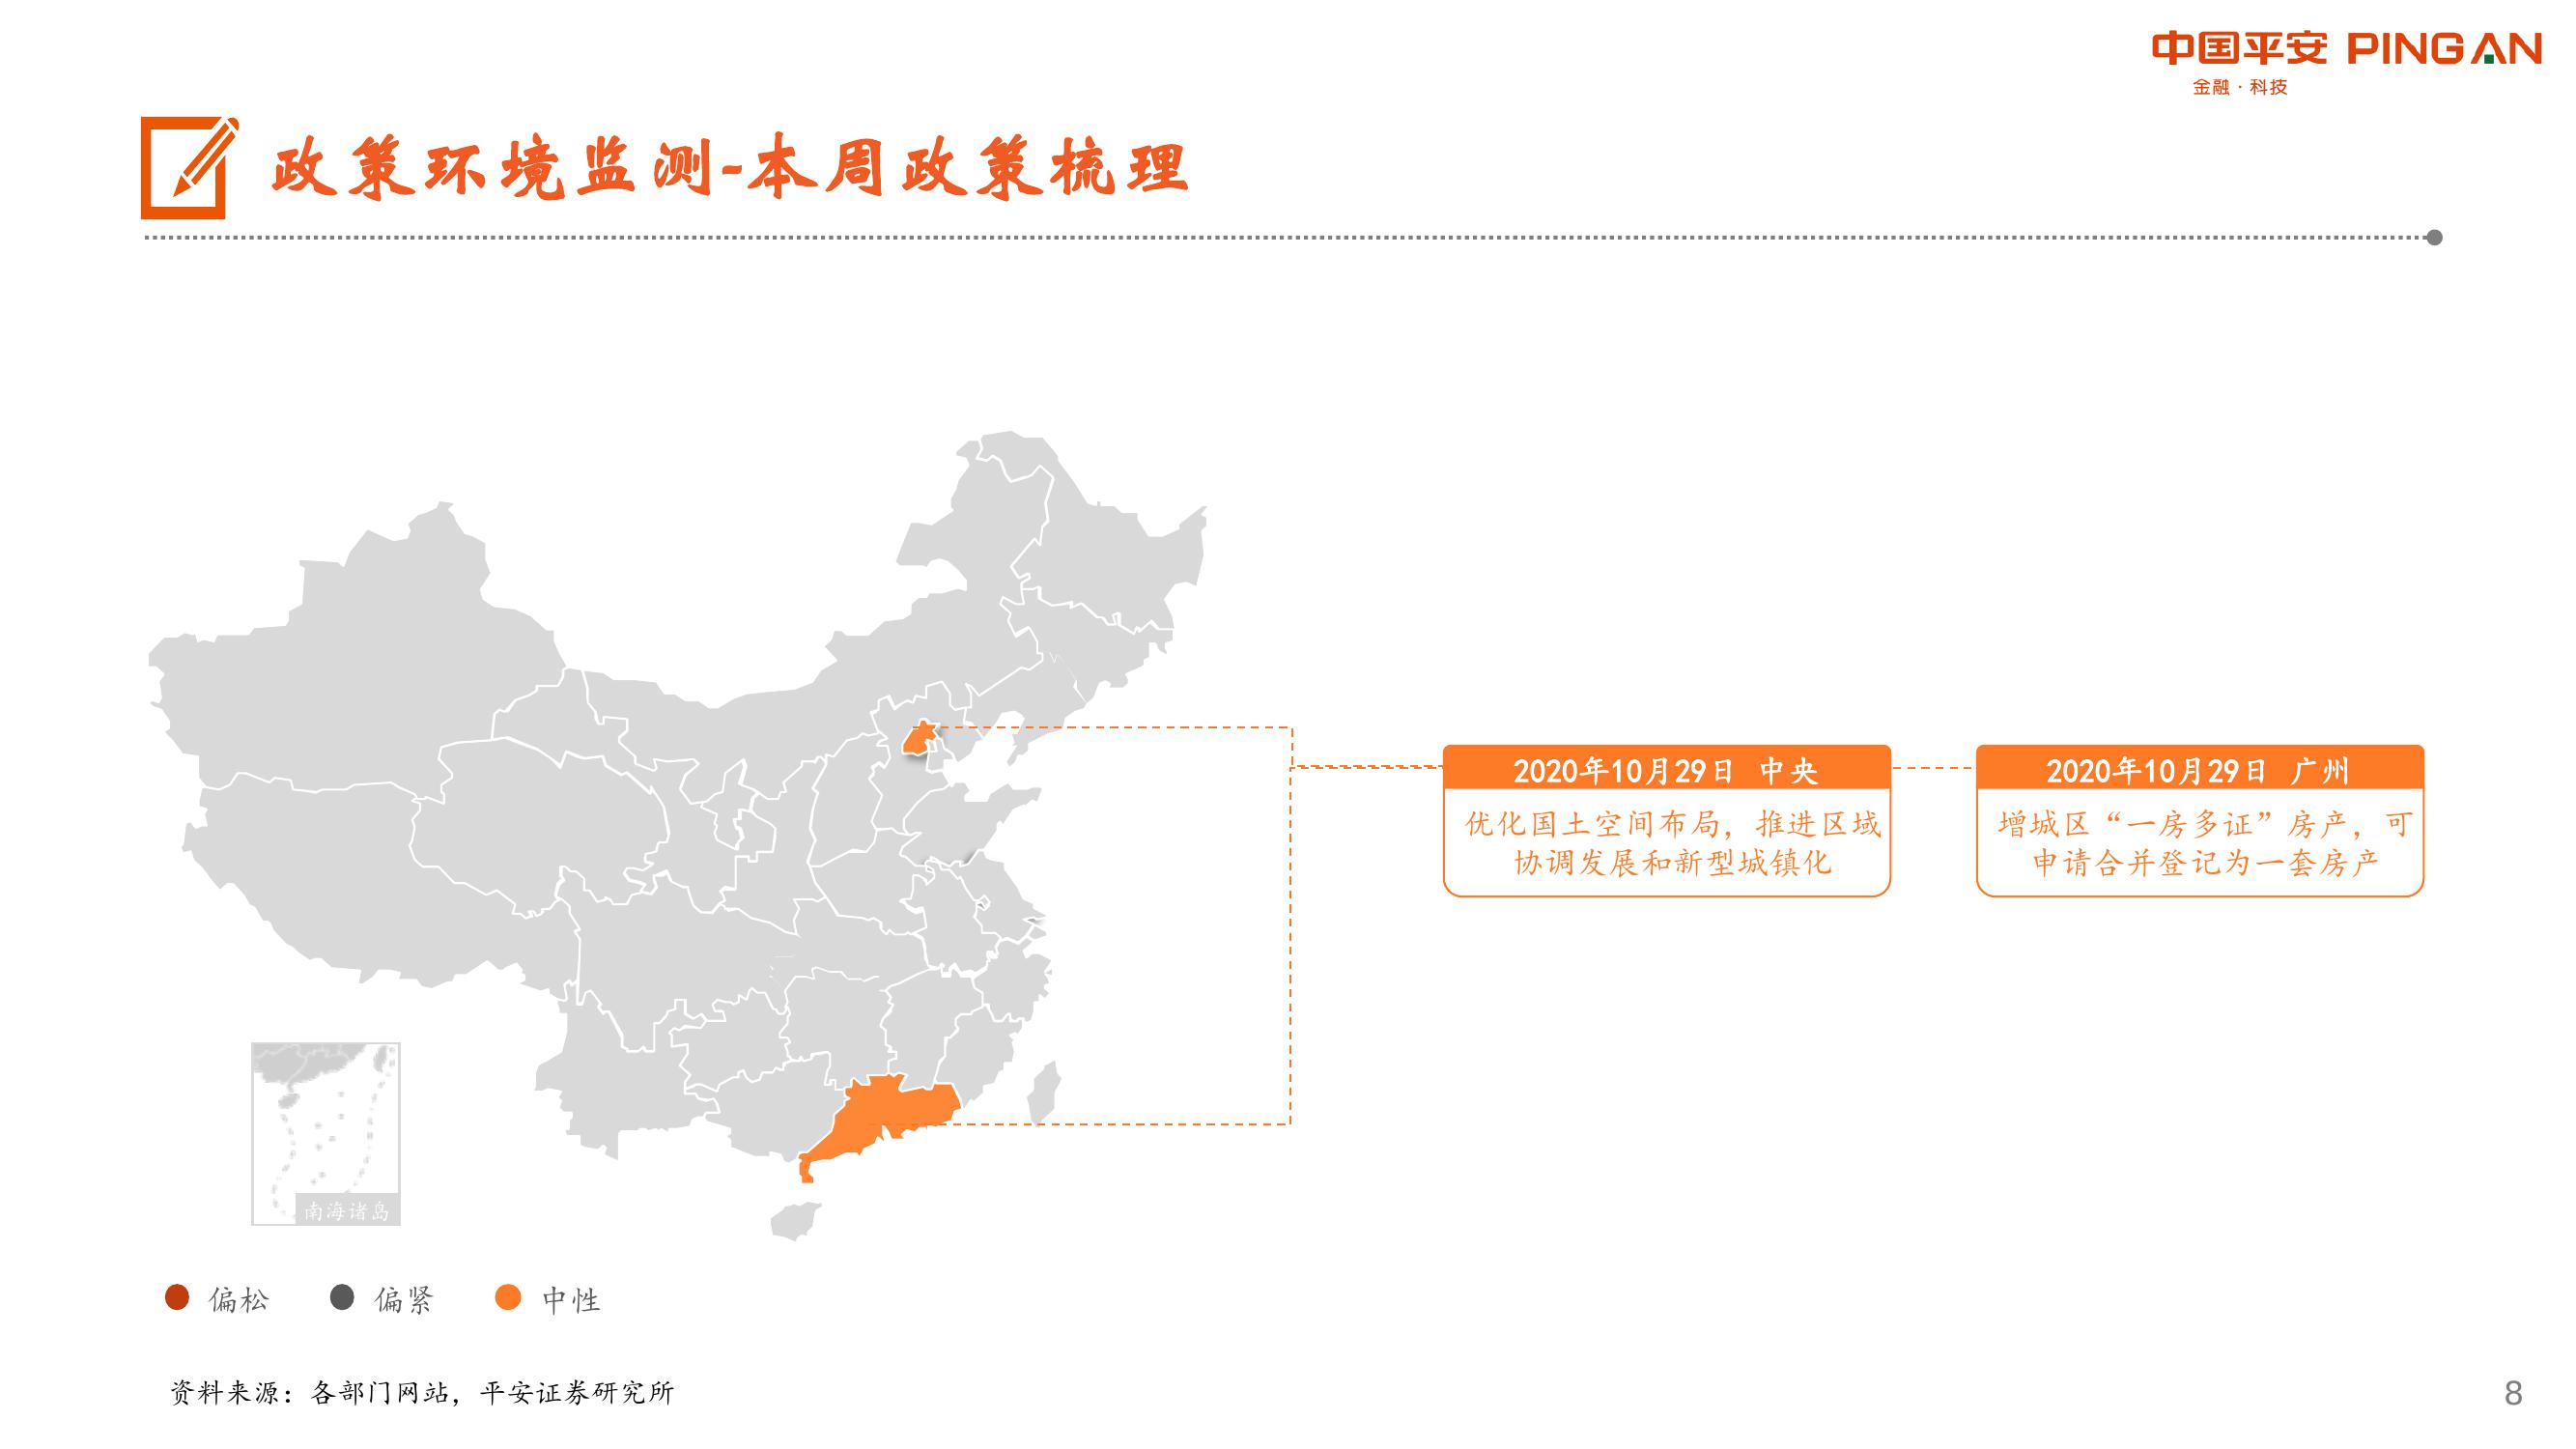 中国平安 PINGAN
金融·科技
政策环境监测-本周政策梳理
2020年10月29日 中央
优化国土空间布局，推进区域
协调发展和新型城镇化
2020年10月29日 广州
增城区“一房多证”房产，可
申请合并登记为一套房产
南海诸岛
偏松
偏紧
中性
资料来源：各部门网站，平安证券研究所
8